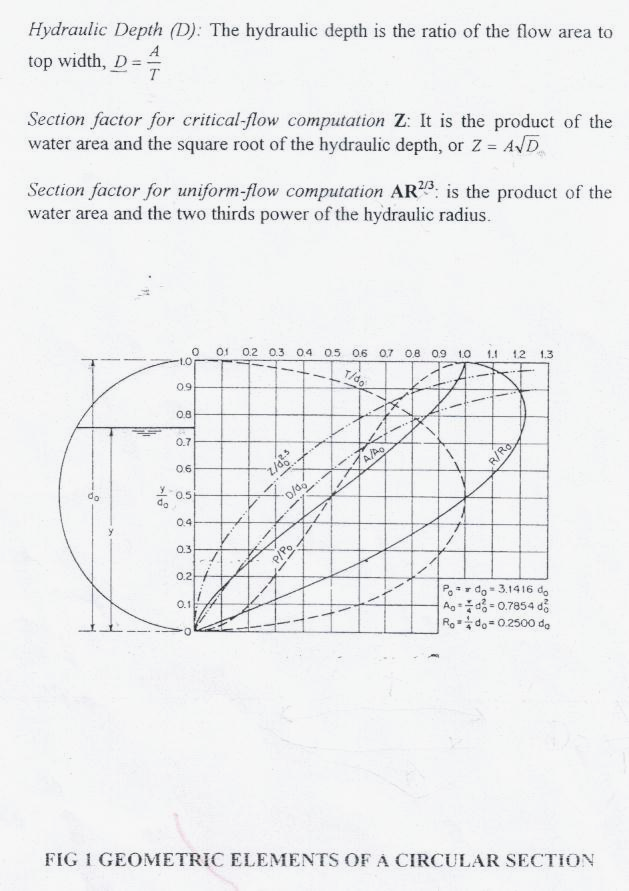 Hydraulic Depth (D): The hydraulic depth is the ratio of the flow area to
top width, D = A/T
Section factor for critical-flow computation Z: It is the product of the
water area and the square root of the hydraulic depth, or Z = A√D
Section factor for uniform-flow computation AR^2/3: is the product of the
water area and the two thirds power of the hydraulic radius.
0 0.1 0.2 0.3 0.4 0.5 0.6 0.7 0.8 0.9 1.0 1.1 1.2 1.3
1.0
T/do
0.9
0.8
0.7
Z/do^2.5
A/Ao
R/Ro
0.6
D/do
do
y/do
0.5
0.4
y
0.3
P/Po
0.2
Po = π do = 3.1416 do
0.1
Ao = π/4 do² = 0.7854 do²
Ro = 1/4 do = 0.2500 do
0
FIG 1 GEOMETRIC ELEMENTS OF A CIRCULAR SECTION